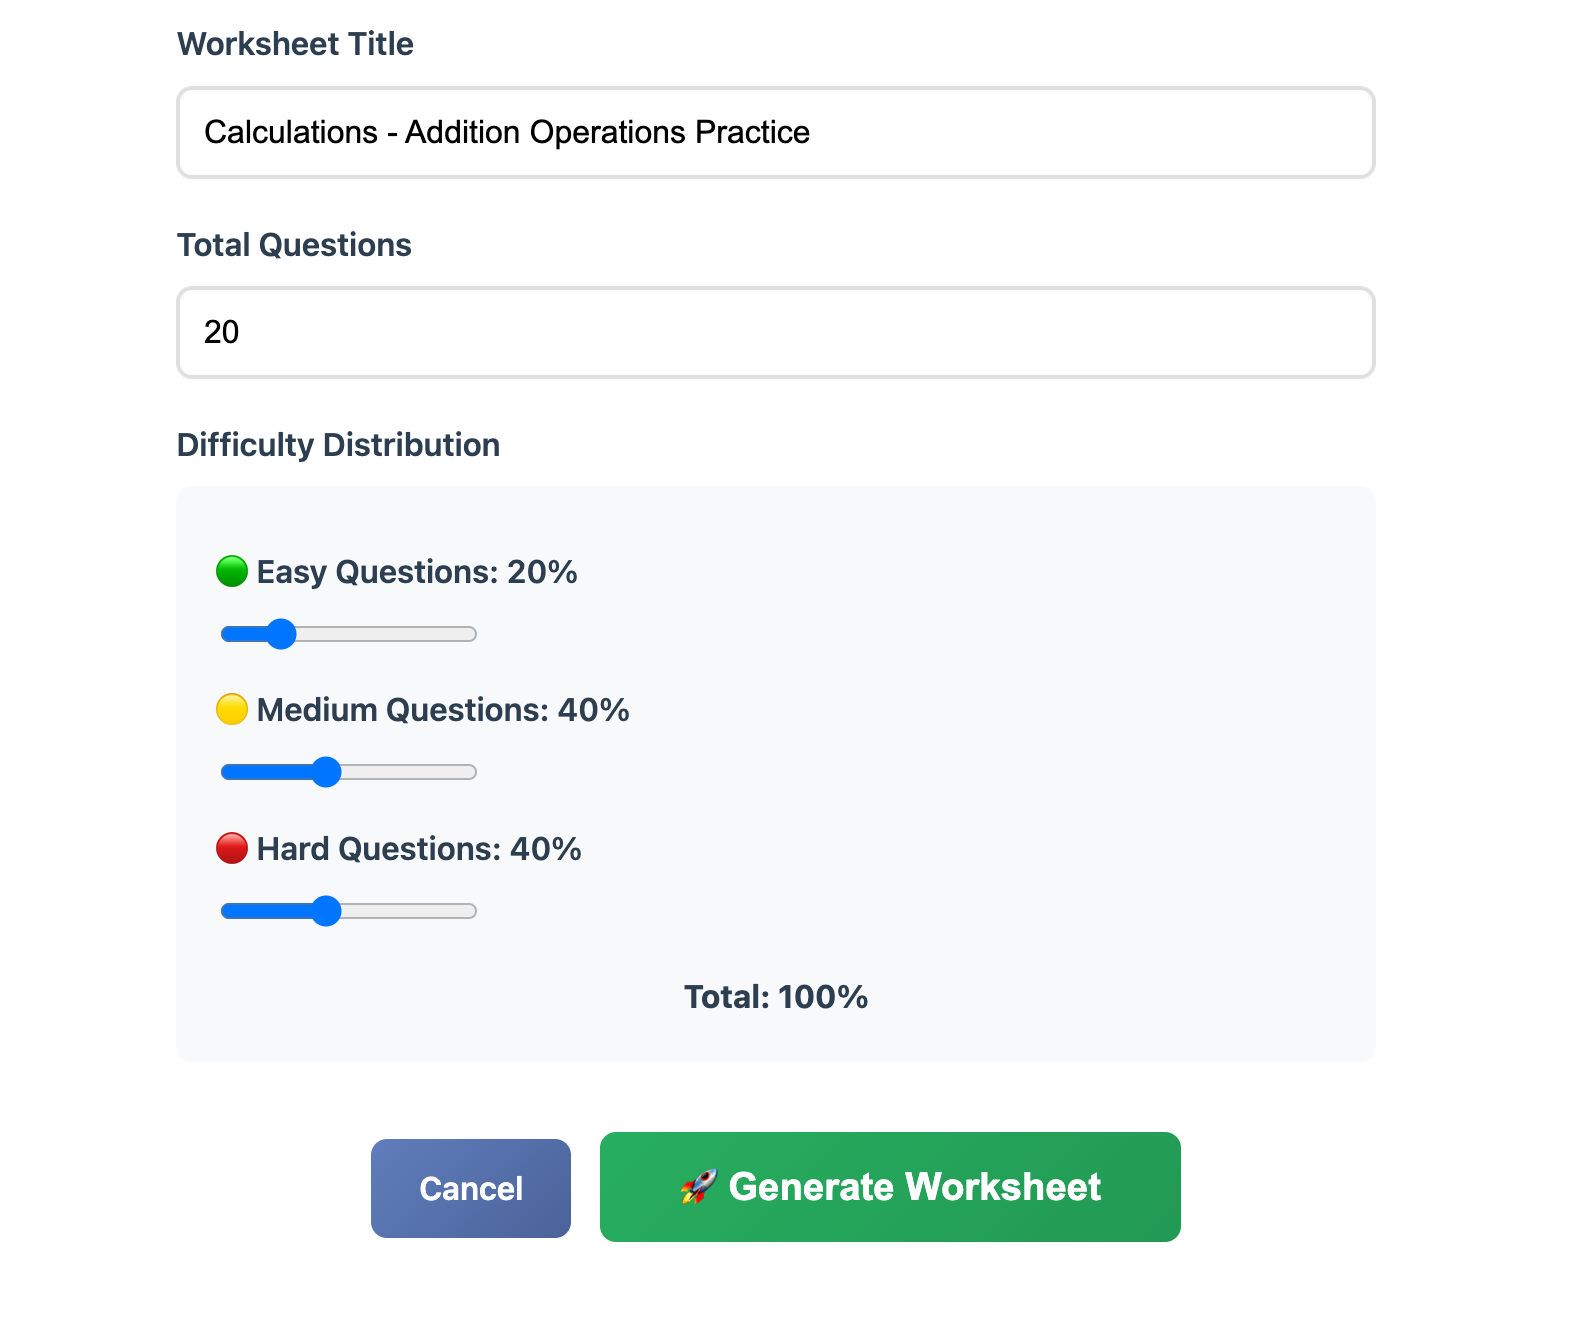 Worksheet Title
Calculations - Addition Operations Practice
Total Questions
20
Difficulty Distribution
🟢 Easy Questions: 20%
🟡 Medium Questions: 40%
🔴 Hard Questions: 40%
Total: 100%
Cancel
🚀 Generate Worksheet